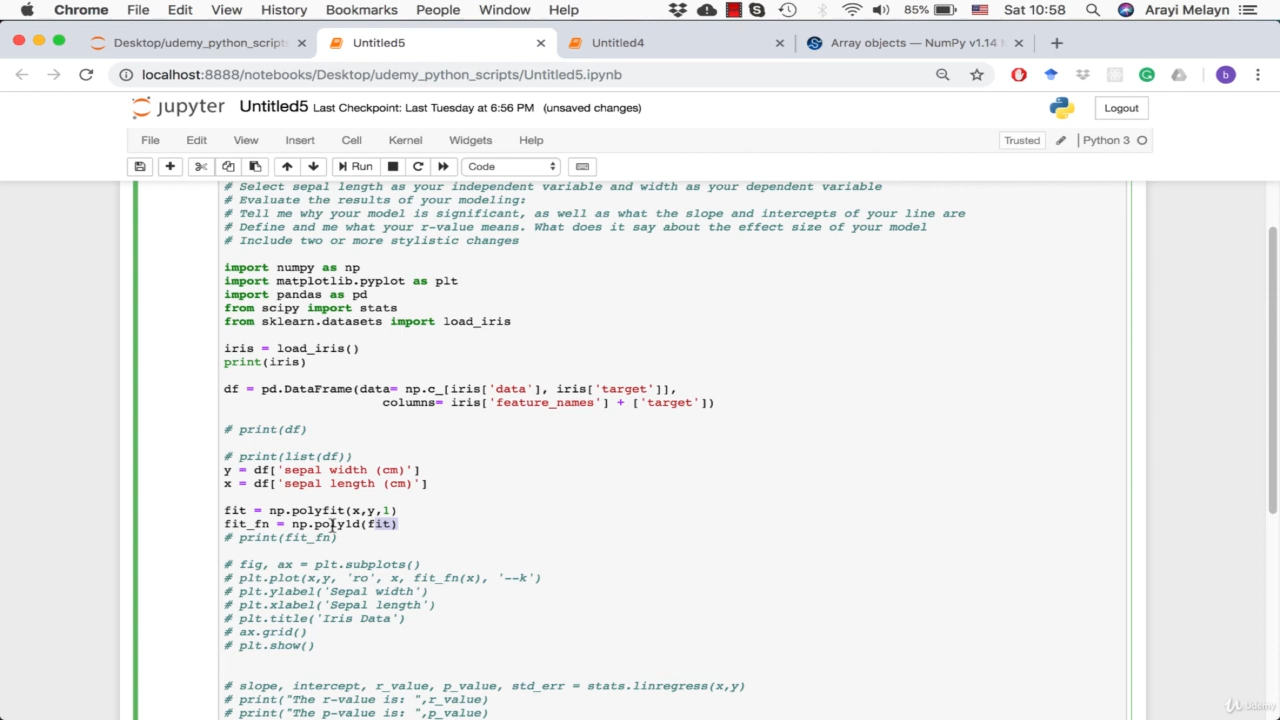 Chrome File Edit View History Bookmarks People Window Help 85% Sat 10:58 Arayi Melayn
Desktop/udemy_python_scripts Untitled5 Untitled4 Array objects — NumPy v1.14 M
localhost:8888/notebooks/Desktop/udemy_python_scripts/Untitled5.ipynb b
jupyter Untitled5 Last Checkpoint: Last Tuesday at 6:56 PM (unsaved changes) Logout
File Edit View Insert Cell Kernel Widgets Help Trusted Python 3
Run Code
# Select sepal length as your independent variable and width as your dependent variable
# Evaluate the results of your modeling:
# Tell me why your model is significant, as well as what the slope and intercepts of your line are
# Define and me what your r-value means. What does it say about the effect size of your model
# Include two or more stylistic changes
import numpy as np
import matplotlib.pyplot as plt
import pandas as pd
from scipy import stats
from sklearn.datasets import load_iris
iris = load_iris()
print(iris)
df = pd.DataFrame(data= np.c_[iris['data'], iris['target']],
columns= iris['feature_names'] + ['target'])
# print(df)
# print(list(df))
y = df['sepal width (cm)']
x = df['sepal length (cm)']
fit = np.polyfit(x,y,1)
fit_fn = np.poly1d(fit)
# print(fit_fn)
# fig, ax = plt.subplots()
# plt.plot(x,y, 'ro', x, fit_fn(x), '--k')
# plt.ylabel('Sepal width')
# plt.xlabel('Sepal length')
# plt.title('Iris Data')
# ax.grid()
# plt.show()
# slope, intercept, r_value, p_value, std_err = stats.linregress(x,y)
# print("The r-value is: ",r_value)
# print("The p-value is: ",p_value)
Udemy